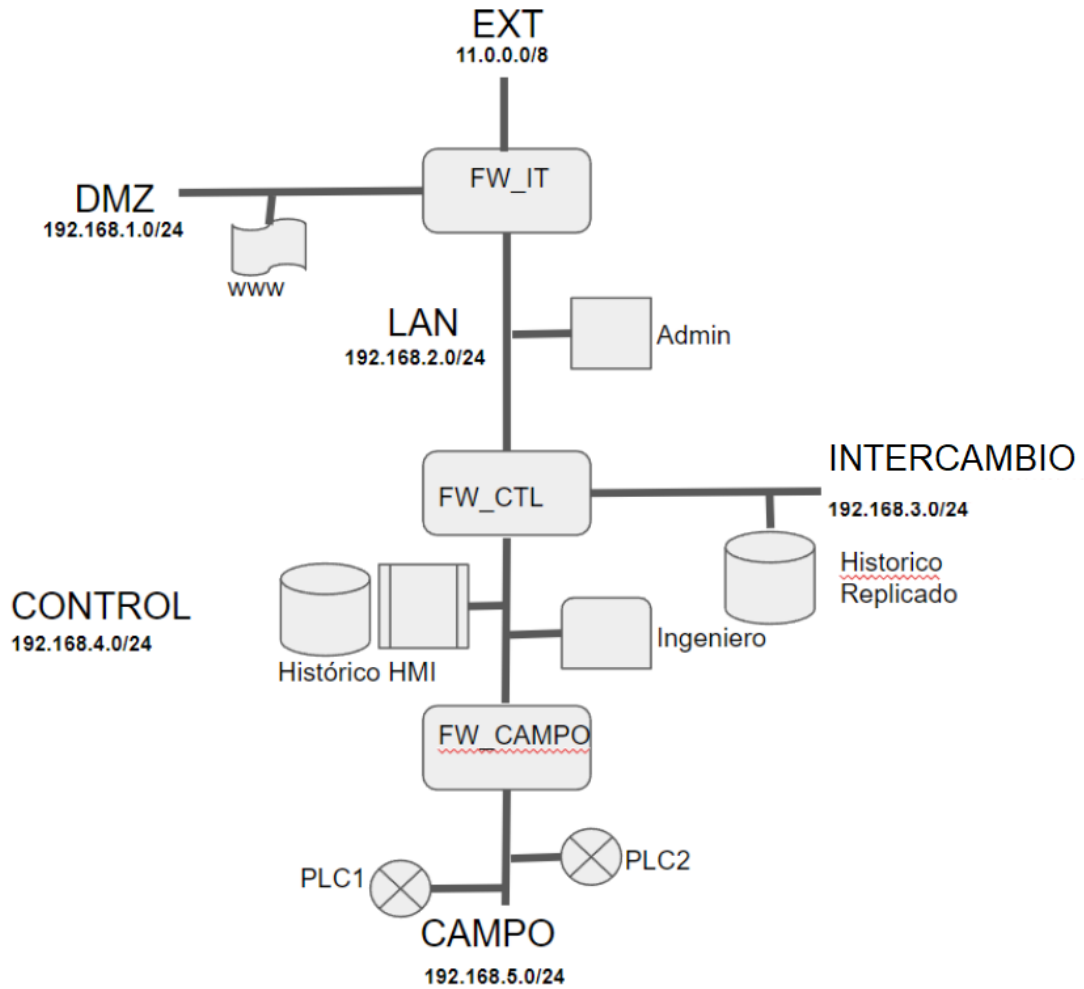 EXT
11.0.0.0/8
FW_IT
DMZ
192.168.1.0/24
www
LAN
192.168.2.0/24
Admin
INTERCAMBIO
FW_CTL
192.168.3.0/24
Historico
Replicado
CONTROL
192.168.4.0/24
Ingeniero
Histórico HMI
FW_CAMPO
PLC1
PLC2
CAMPO
192.168.5.0/24